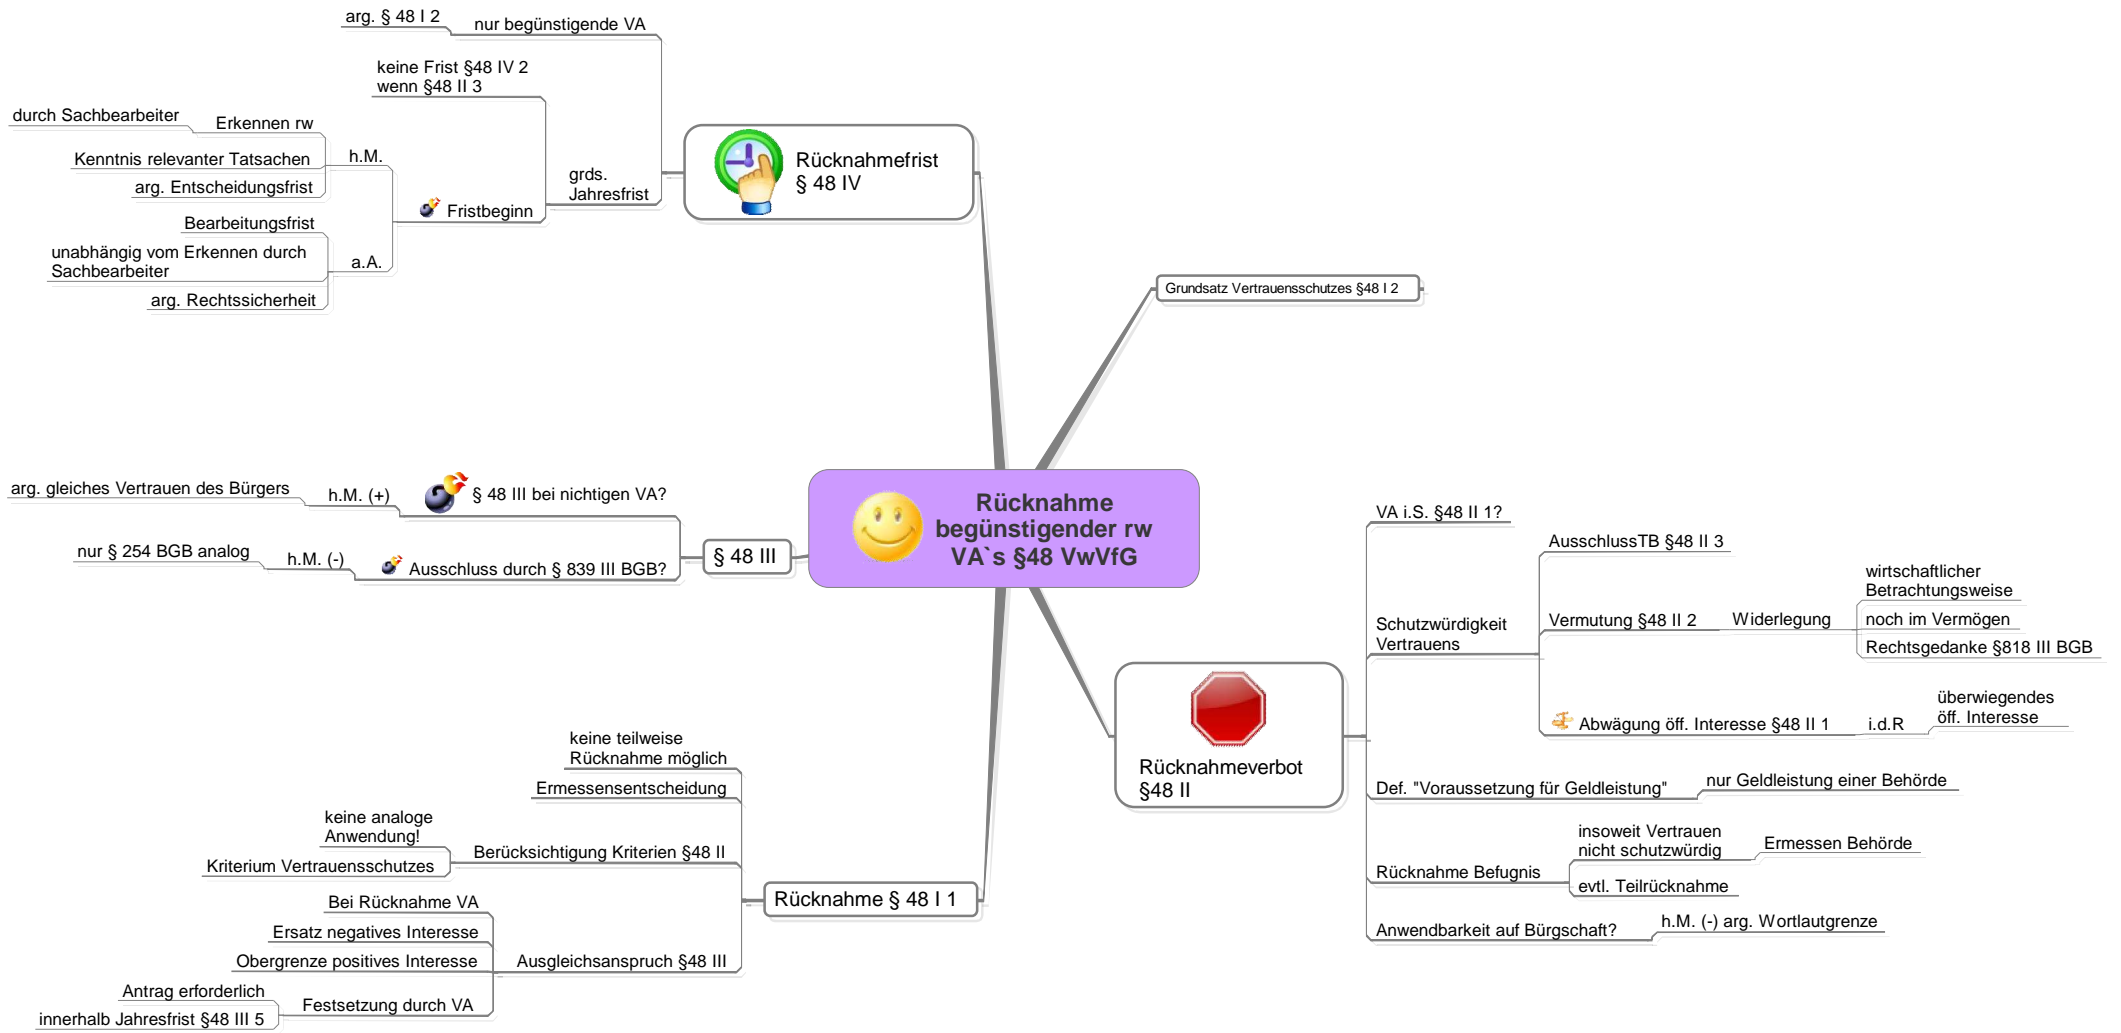 Rücknahme
begünstigender rw
VA`s §48 VwVfG
Grundsatz Vertrauensschutzes §48 I 2
Rücknahmeverbot
§48 II
VA i.S. §48 II 1?
Schutzwürdigkeit
Vertrauens
AusschlussTB §48 II 3
Vermutung §48 II 2
Widerlegung
wirtschaftlicher
Betrachtungsweise
noch im Vermögen
Rechtsgedanke §818 III BGB
Abwägung öff. Interesse §48 II 1
i.d.R
überwiegendes
öff. Interesse
Def. "Voraussetzung für Geldleistung"
nur Geldleistung einer Behörde
Rücknahme Befugnis
insoweit Vertrauen
nicht schutzwürdig
Ermessen Behörde
evtl. Teilrücknahme
Anwendbarkeit auf Bürgschaft?
h.M. (-) arg. Wortlautgrenze
Rücknahme § 48 I 1
keine teilweise
Rücknahme möglich
Ermessensentscheidung
Berücksichtigung Kriterien §48 II
keine analoge
Anwendung!
Kriterium Vertrauensschutzes
Ausgleichsanspruch §48 III
Bei Rücknahme VA
Ersatz negatives Interesse
Obergrenze positives Interesse
Festsetzung durch VA
Antrag erforderlich
innerhalb Jahresfrist §48 III 5
§ 48 III
§ 48 III bei nichtigen VA?
h.M. (+)
arg. gleiches Vertrauen des Bürgers
Ausschluss durch § 839 III BGB?
h.M. (-)
nur § 254 BGB analog
Rücknahmefrist
§ 48 IV
nur begünstigende VA
arg. § 48 I 2
grds.
Jahresfrist
keine Frist §48 IV 2
wenn §48 II 3
Fristbeginn
h.M.
Erkennen rw
durch Sachbearbeiter
Kenntnis relevanter Tatsachen
arg. Entscheidungsfrist
a.A.
Bearbeitungsfrist
unabhängig vom Erkennen durch
Sachbearbeiter
arg. Rechtssicherheit